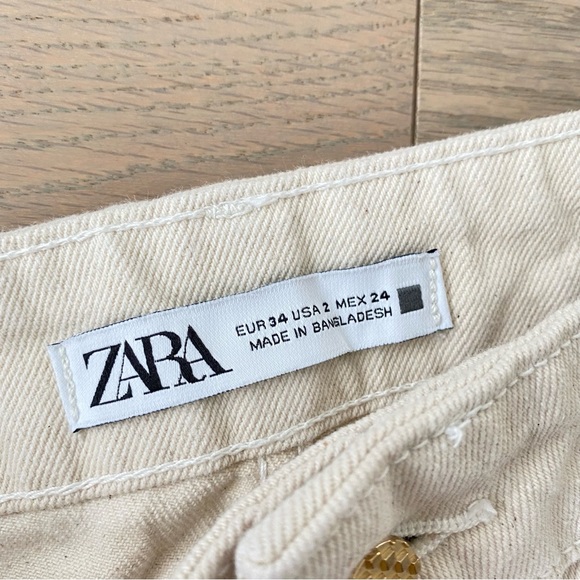 ZARA
EUR 34 USA 2 MEX 24
MADE IN BANGLADESH